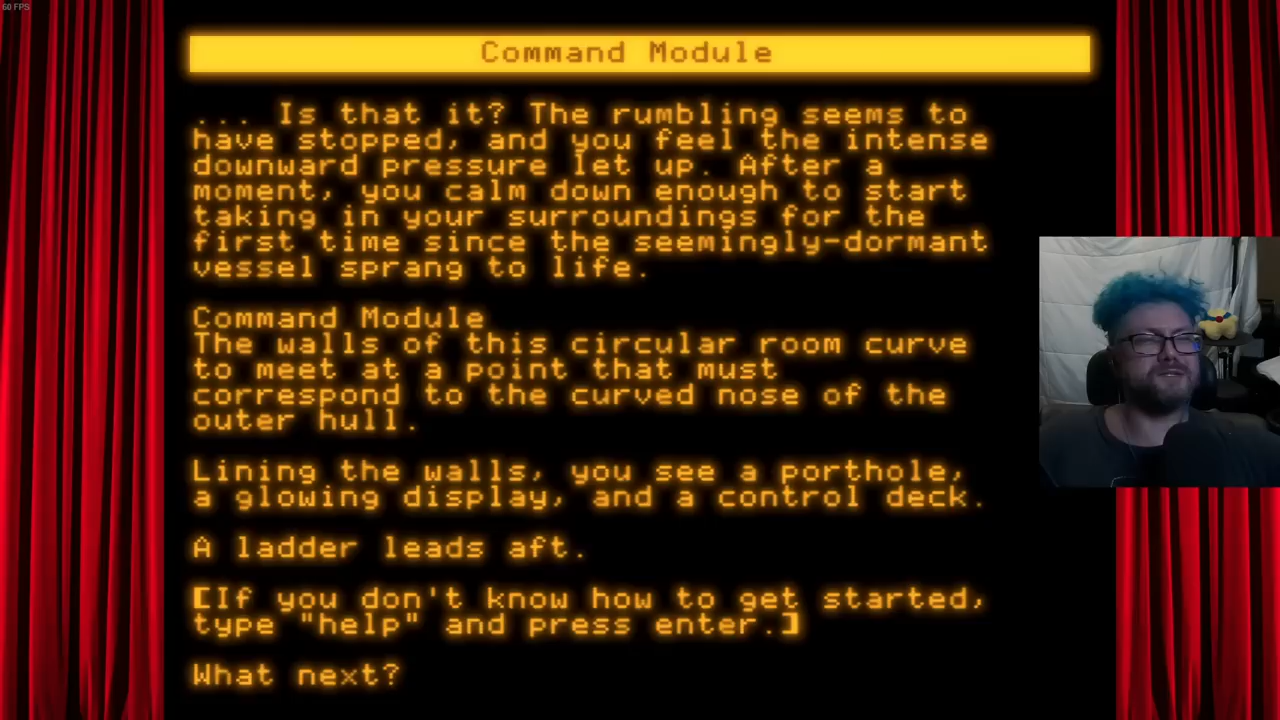 60 FPS
Command Module
... Is that it? The rumbling seems to
have stopped, and you feel the intense
downward pressure let up. After a
moment, you calm down enough to start
taking in your surroundings for the
first time since the seemingly-dormant
vessel sprang to life.
Command Module
The walls of this circular room curve
to meet at a point that must
correspond to the curved nose of the
outer hull.
Lining the walls, you see a porthole,
a glowing display, and a control deck.
A ladder leads aft.
[If you don't know how to get started,
type "help" and press enter.]
What next?